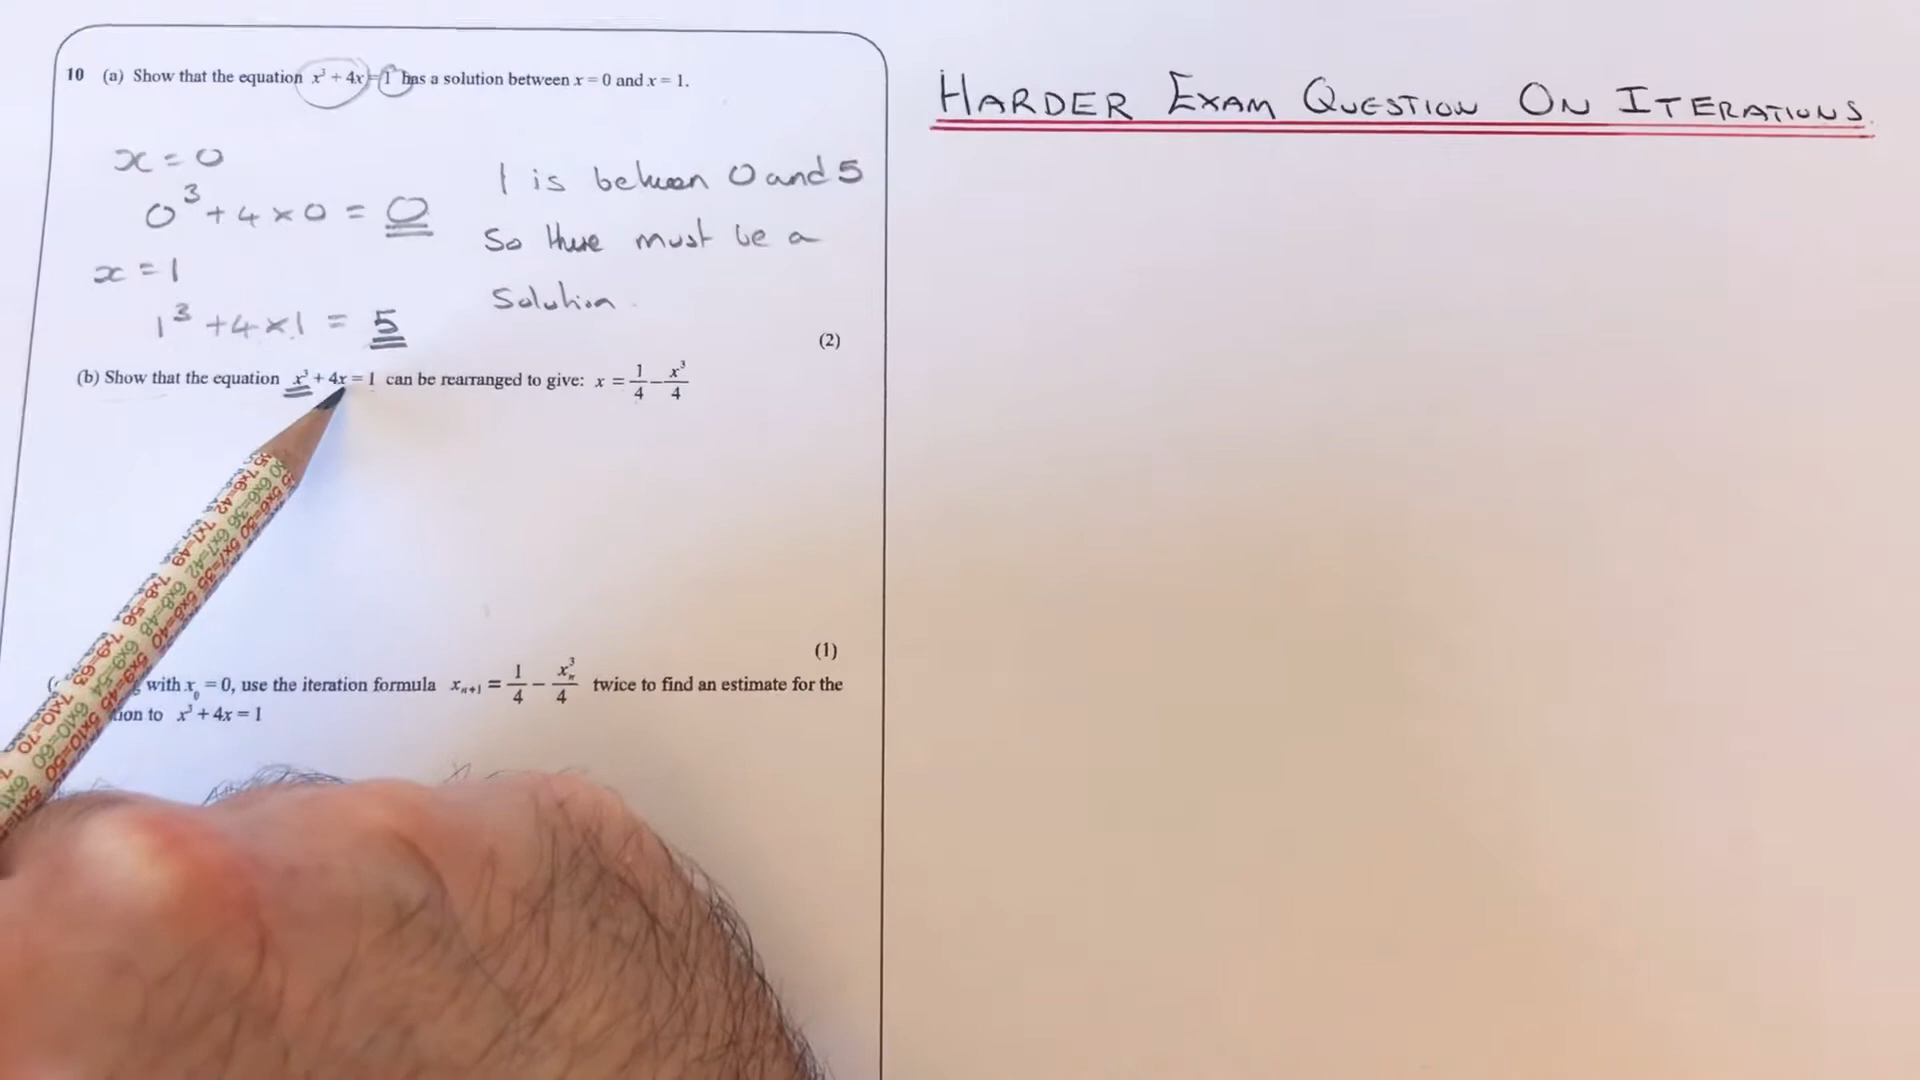 10 (a) Show that the equation x³ + 4x = 1 has a solution between x = 0 and x = 1.
HARDER EXAM QUESTION ON ITERATIONS.
x = 0
0³ + 4 × 0 = 0
x = 1
1³ + 4 × 1 = 5
1 is between 0 and 5
So there must be a
Solution.
(2)
(b) Show that the equation x³ + 4x = 1 can be rearranged to give: x = 1/4 − x³/4
(1)
with x₀ = 0, use the iteration formula xₙ₊₁ = 1/4 − xₙ³/4 twice to find an estimate for the
to x³ + 4x = 1